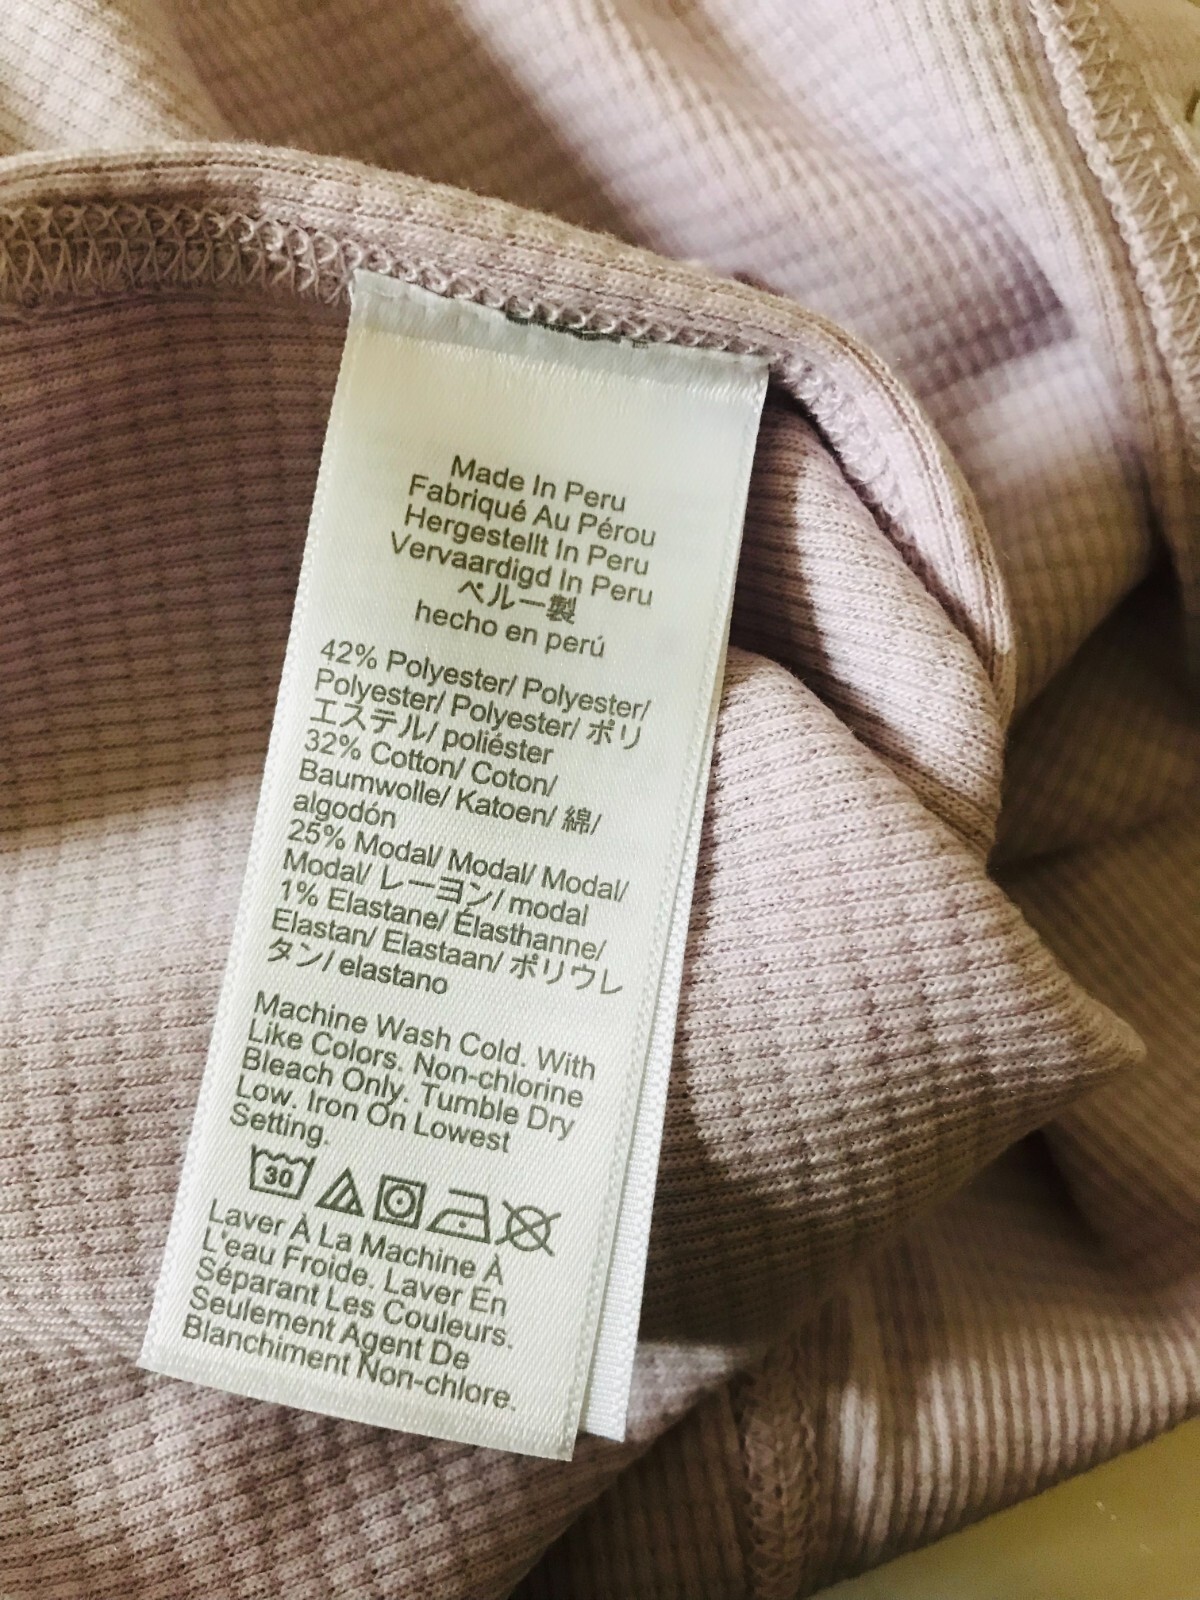 Made In Peru
Fabriqué Au Pérou
Hergestellt In Peru
Vervaardigd In Peru
ペルー製
hecho en perú
42% Polyester/ Polyester/
Polyester/ Polyester/ ポリ
エステル/ poliéster
32% Cotton/ Coton/
Baumwolle/ Katoen/ 綿/
algodón
25% Modal/ Modal/ Modal/
Modal/ レーヨン/ modal
1% Elastane/ Élasthanne/
Elastan/ Elastaan/ ポリウレ
タン/ elastano
Machine Wash Cold. With
Like Colors. Non-chlorine
Bleach Only. Tumble Dry
Low. Iron On Lowest
Setting.
30
Laver À La Machine À
L'eau Froide. Laver En
Séparant Les Couleurs.
Seulement Agent De
Blanchiment Non-chlore.